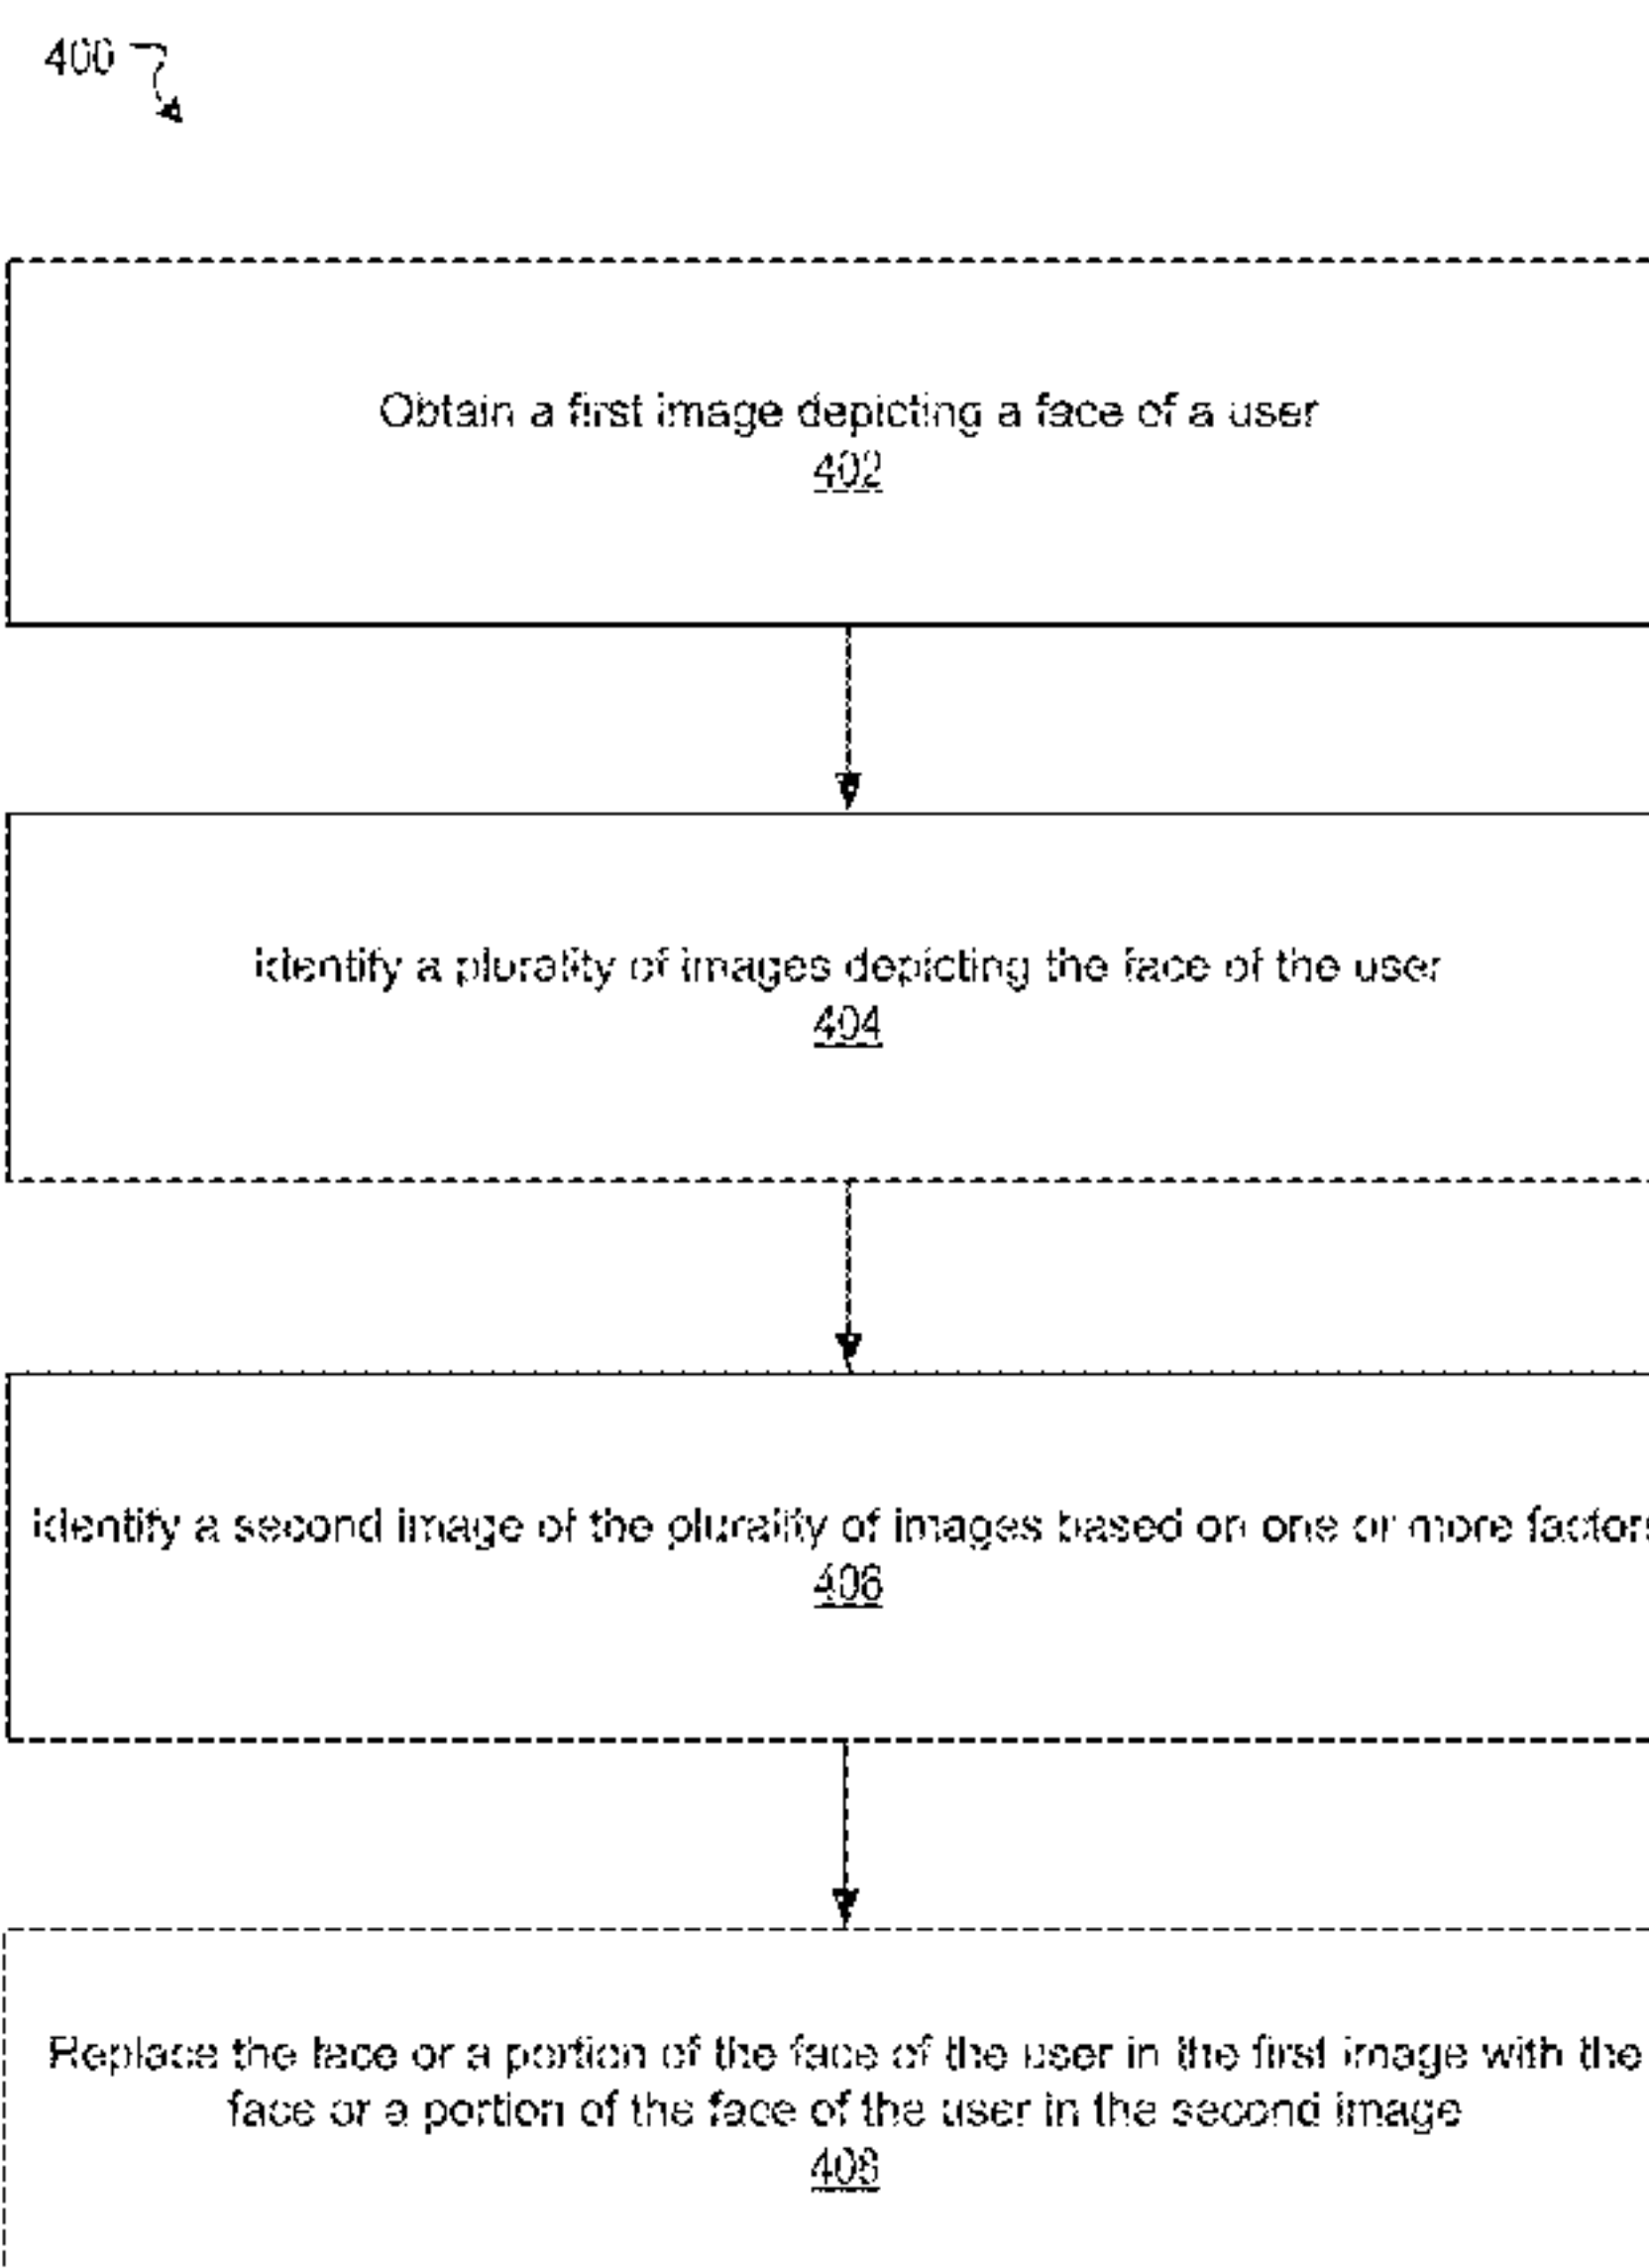 400
Obtain a first image depicting a face of a user
402
Identify a plurality of images depicting the face of the user
404
Identify a second image of the plurality of images based on one or more factors
406
Replace the face or a portion of the face of the user in the first image with the
face or a portion of the face of the user in the second image
408